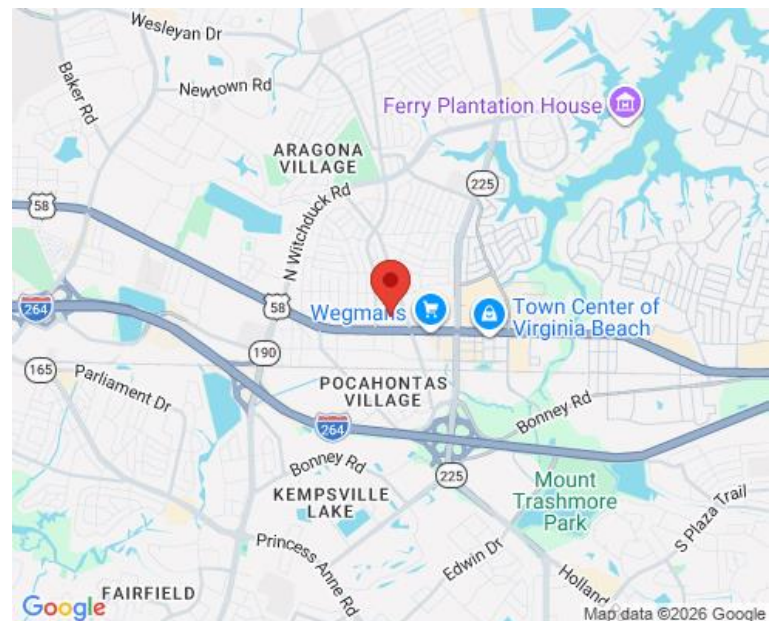 Wesleyan Dr
Baker Rd
Newtown Rd
Ferry Plantation House
ARAGONA
VILLAGE
225
58
N Witchduck Rd
Wegmans
58
Town Center of
Virginia Beach
264
190
165
Parliament Dr
POCAHONTAS
VILLAGE
264
Bonney Rd
Bonney Rd
225
KEMPSVILLE
LAKE
Mount
Trashmore
Park
S Plaza Trail
Princess Anne Rd
Edwin Dr
Holland
FAIRFIELD
Google
Map data ©2026 Google